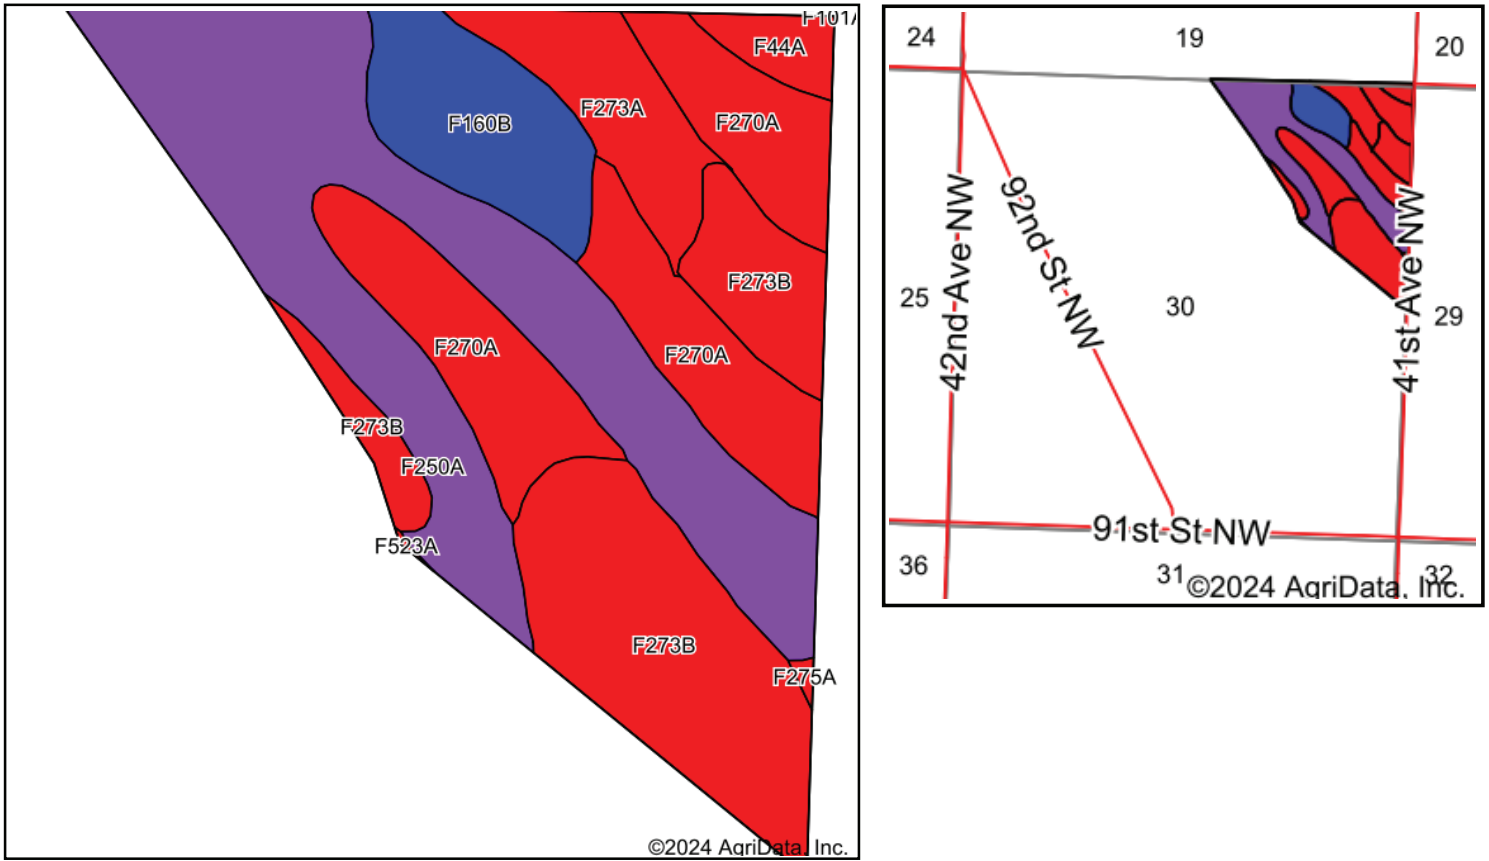 F101A
F44A
F273A
F160B
F270A
F273B
F270A
F270A
F273B
F250A
F523A
F273B
F275A
©2024 AgriData, Inc.
24
19
20
42nd Ave NW
92nd St NW
41st Ave NW
25
30
29
91st St NW
36
31
32
©2024 AgriData, Inc.